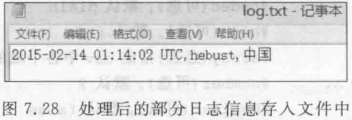 log.txt - 记事本
文件(F) 编辑(E) 格式(O) 查看(V) 帮助(H)
2015-02-14 01:14:02 UTC,hebust,中国
图 7.28 处理后的部分日志信息存入文件中